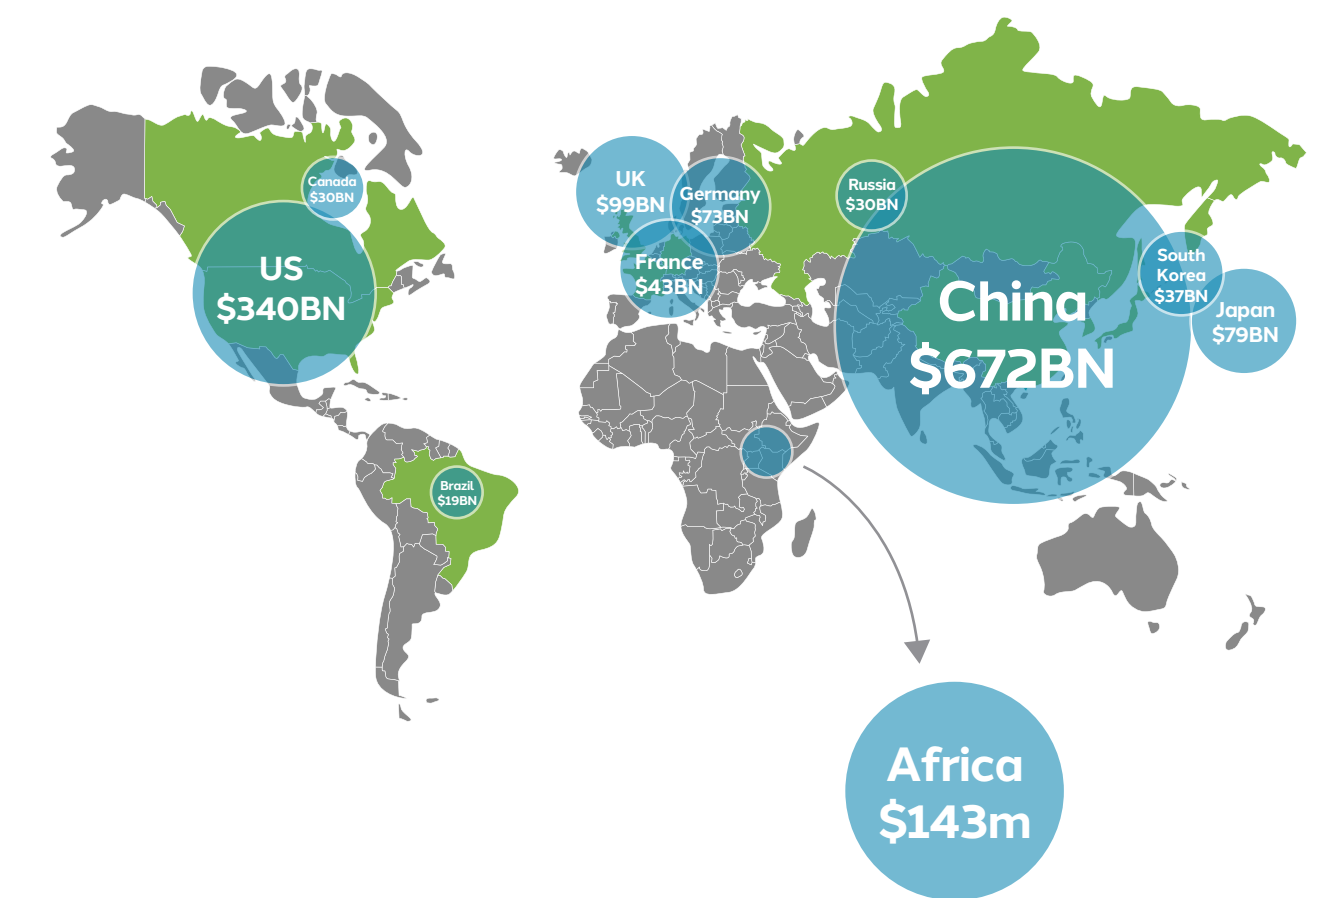 Canada
$30BN
US
$340BN
Brazil
$19BN
UK
$99BN
Germany
$73BN
France
$43BN
Russia
$30BN
China
$672BN
South
Korea
$37BN
Japan
$79BN
Africa
$143m